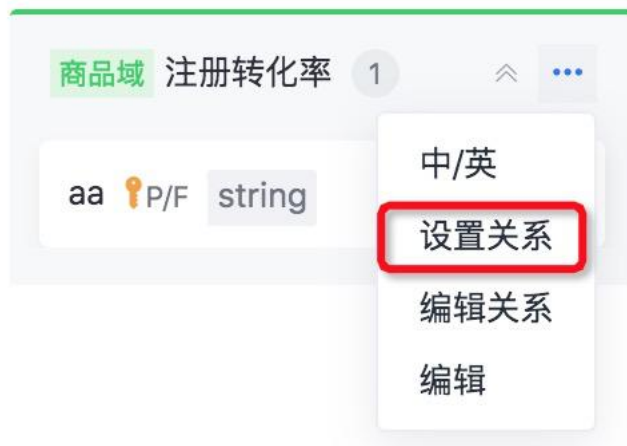 商品域 注册转化率 1
aa P/F string
中/英
设置关系
编辑关系
编辑